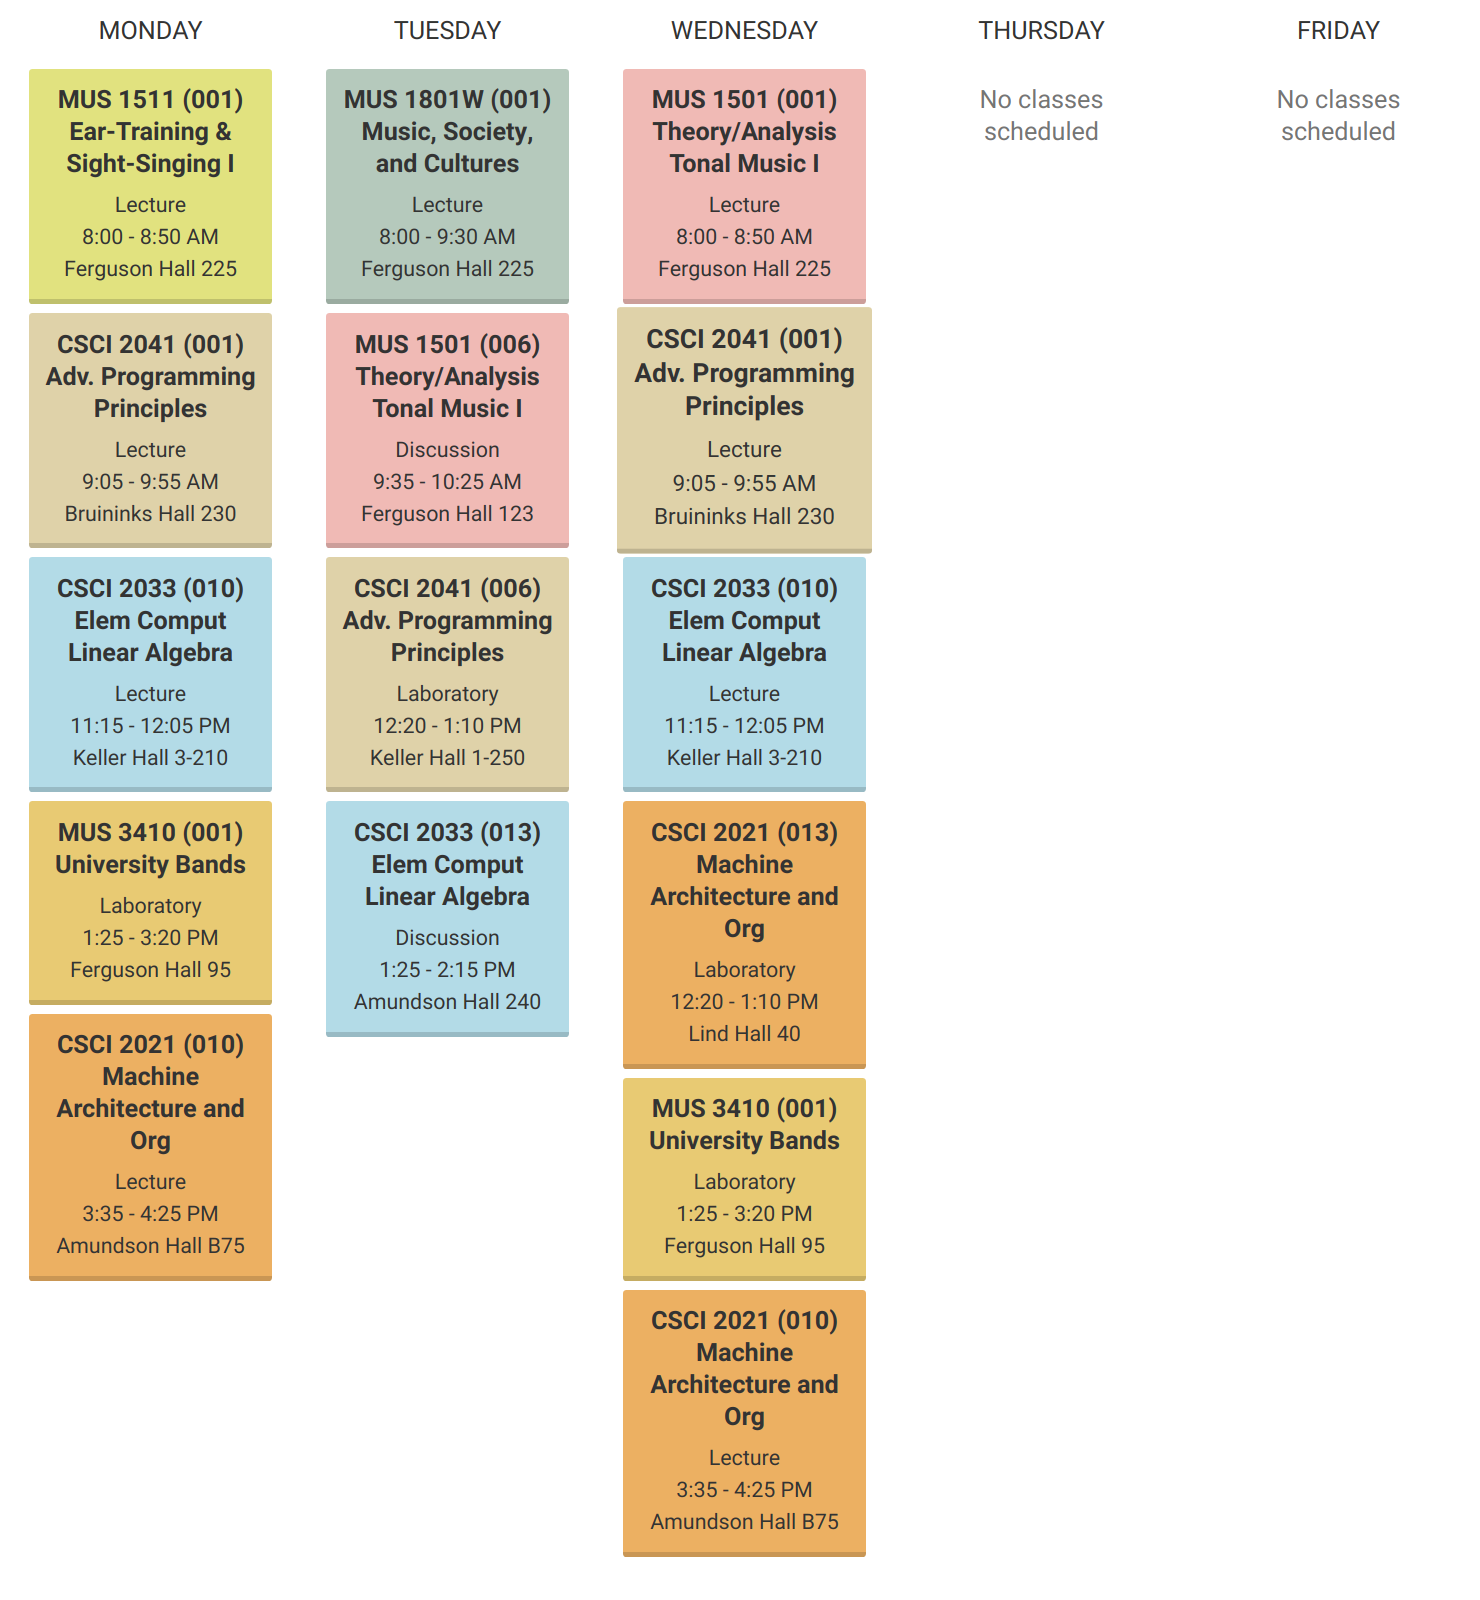 MONDAY
MUS 1511 (001)
Ear-Training &
Sight-Singing I
Lecture
8:00 - 8:50 AM
Ferguson Hall 225
CSCI 2041 (001)
Adv. Programming
Principles
Lecture
9:05 - 9:55 AM
Bruininks Hall 230
CSCI 2033 (010)
Elem Comput
Linear Algebra
Lecture
11:15 - 12:05 PM
Keller Hall 3-210
MUS 3410 (001)
University Bands
Laboratory
1:25 - 3:20 PM
Ferguson Hall 95
CSCI 2021 (010)
Machine
Architecture and
Org
Lecture
3:35 - 4:25 PM
Amundson Hall B75
TUESDAY
MUS 1801W (001)
Music, Society,
and Cultures
Lecture
8:00 - 9:30 AM
Ferguson Hall 225
MUS 1501 (006)
Theory/Analysis
Tonal Music I
Discussion
9:35 - 10:25 AM
Ferguson Hall 123
CSCI 2041 (006)
Adv. Programming
Principles
Laboratory
12:20 - 1:10 PM
Keller Hall 1-250
CSCI 2033 (013)
Elem Comput
Linear Algebra
Discussion
1:25 - 2:15 PM
Amundson Hall 240
WEDNESDAY
MUS 1501 (001)
Theory/Analysis
Tonal Music I
Lecture
8:00 - 8:50 AM
Ferguson Hall 225
CSCI 2041 (001)
Adv. Programming
Principles
Lecture
9:05 - 9:55 AM
Bruininks Hall 230
CSCI 2033 (010)
Elem Comput
Linear Algebra
Lecture
11:15 - 12:05 PM
Keller Hall 3-210
CSCI 2021 (013)
Machine
Architecture and
Org
Laboratory
12:20 - 1:10 PM
Lind Hall 40
MUS 3410 (001)
University Bands
Laboratory
1:25 - 3:20 PM
Ferguson Hall 95
CSCI 2021 (010)
Machine
Architecture and
Org
Lecture
3:35 - 4:25 PM
Amundson Hall B75
THURSDAY
No classes
scheduled
FRIDAY
No classes
scheduled